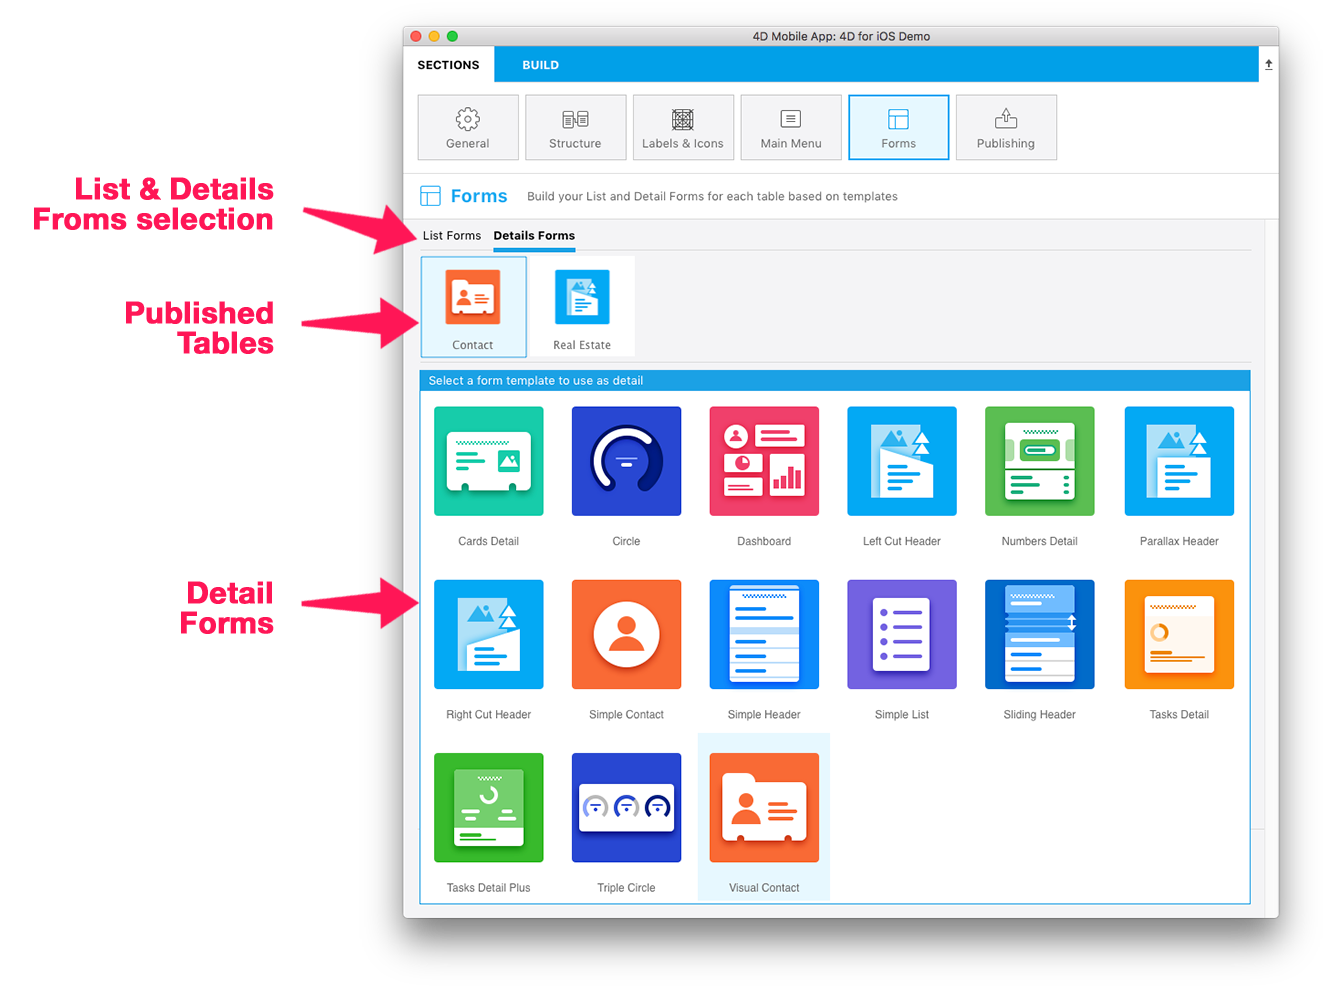 4D Mobile App: 4D for iOS Demo
SECTIONS BUILD
General Structure Labels & Icons Main Menu Forms Publishing
Forms Build your List and Detail Forms for each table based on templates
List & Details
Froms selection
List Forms Details Forms
Published
Tables
Contact Real Estate
Select a form template to use as detail
Cards Detail Circle Dashboard Left Cut Header Numbers Detail Parallax Header
Detail
Forms
Right Cut Header Simple Contact Simple Header Simple List Sliding Header Tasks Detail
Tasks Detail Plus Triple Circle Visual Contact